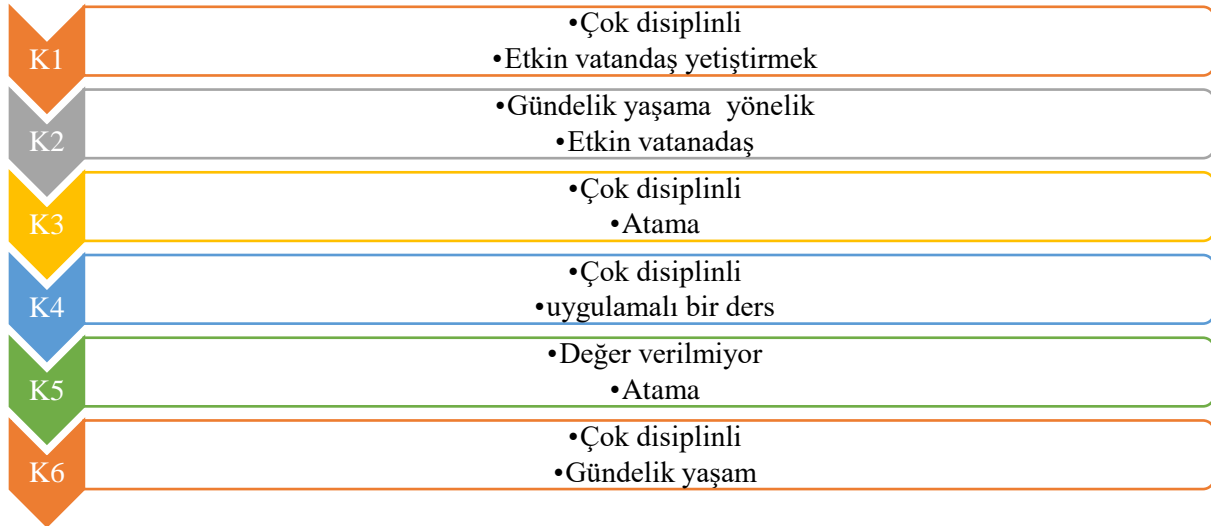 K1
•Çok disiplinli
•Etkin vatandaş yetiştirmek
K2
•Gündelik yaşama  yönelik
•Etkin vatanadaş
K3
•Çok disiplinli
•Atama
K4
•Çok disiplinli
•uygulamalı bir ders
K5
•Değer verilmiyor
•Atama
K6
•Çok disiplinli
•Gündelik yaşam